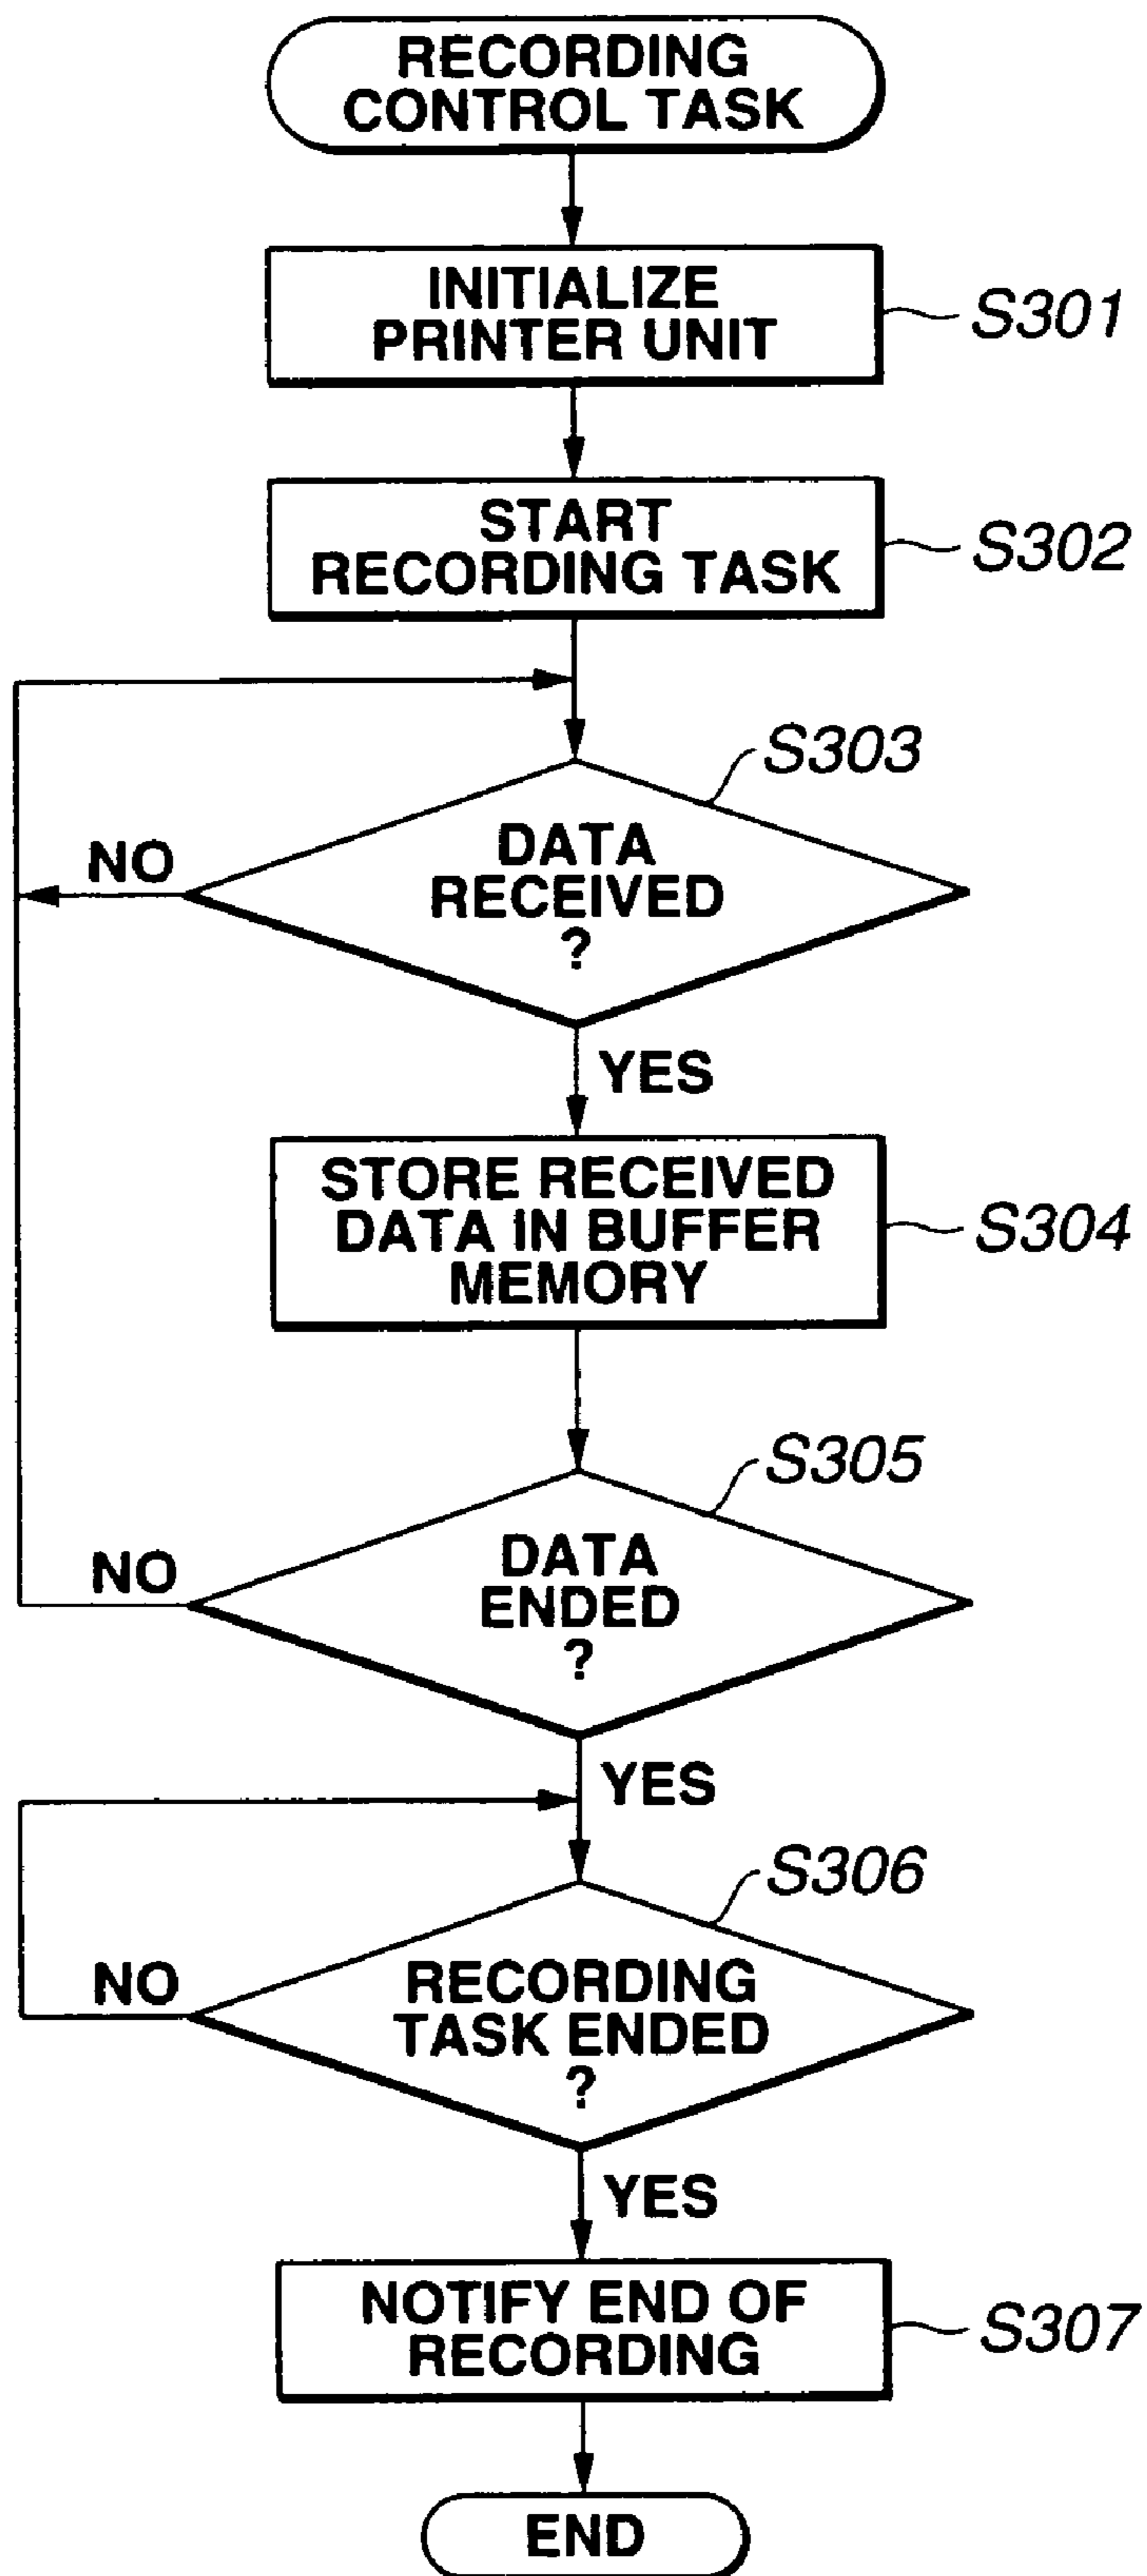 RECORDING
CONTROL TASK
INITIALIZE
PRINTER UNIT
S301
START
RECORDING TASK
S302
S303
DATA
RECEIVED
?
NO
YES
STORE RECEIVED
DATA IN BUFFER
MEMORY
S304
S305
DATA
ENDED
?
NO
YES
S306
RECORDING
TASK ENDED
?
NO
YES
NOTIFY END OF
RECORDING
S307
END